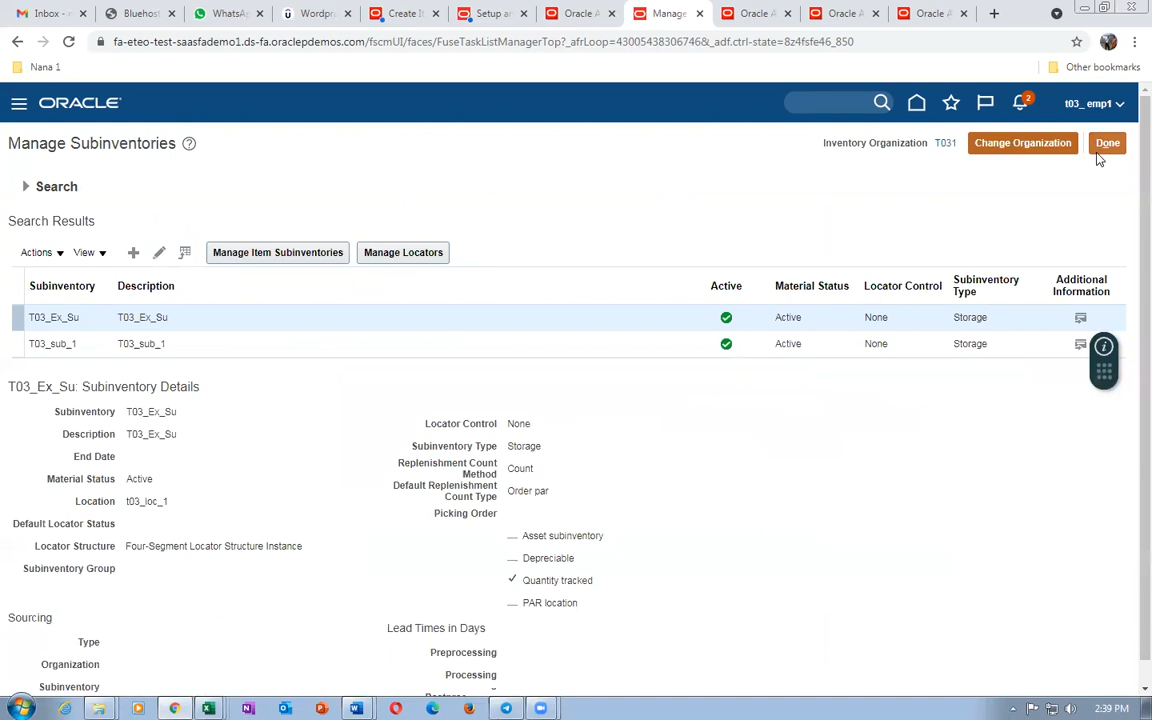 Inbox -
Bluehost
WhatsA
Wordpr
Create It
Setup ar
Oracle A
Manage
Oracle A
Oracle A
Oracle A
fa-eteo-test-saasfademo1.ds-fa.oraclepdemos.com/fscmUI/faces/FuseTaskListManagerTop?_afrLoop=43005438306746&_adf.ctrl-state=8z4fsfe46_850
Nana 1
Other bookmarks
ORACLE
2
t03_ emp1
Manage Subinventories
Inventory Organization T031
Change Organization
Done
Search
Search Results
Actions
View
Manage Item Subinventories
Manage Locators
Subinventory Description Active Material Status Locator Control Subinventory Type Additional Information
T03_Ex_Su T03_Ex_Su Active None Storage
T03_sub_1 T03_sub_1 Active None Storage
T03_Ex_Su: Subinventory Details
Subinventory T03_Ex_Su
Description T03_Ex_Su
End Date
Material Status Active
Location t03_loc_1
Default Locator Status
Locator Structure Four-Segment Locator Structure Instance
Subinventory Group
Locator Control None
Subinventory Type Storage
Replenishment Count Method Count
Default Replenishment Count Type Order par
Picking Order
Asset subinventory
Depreciable
Quantity tracked
PAR location
Sourcing
Type
Organization
Subinventory
Lead Times in Days
Preprocessing
Processing
2:39 PM